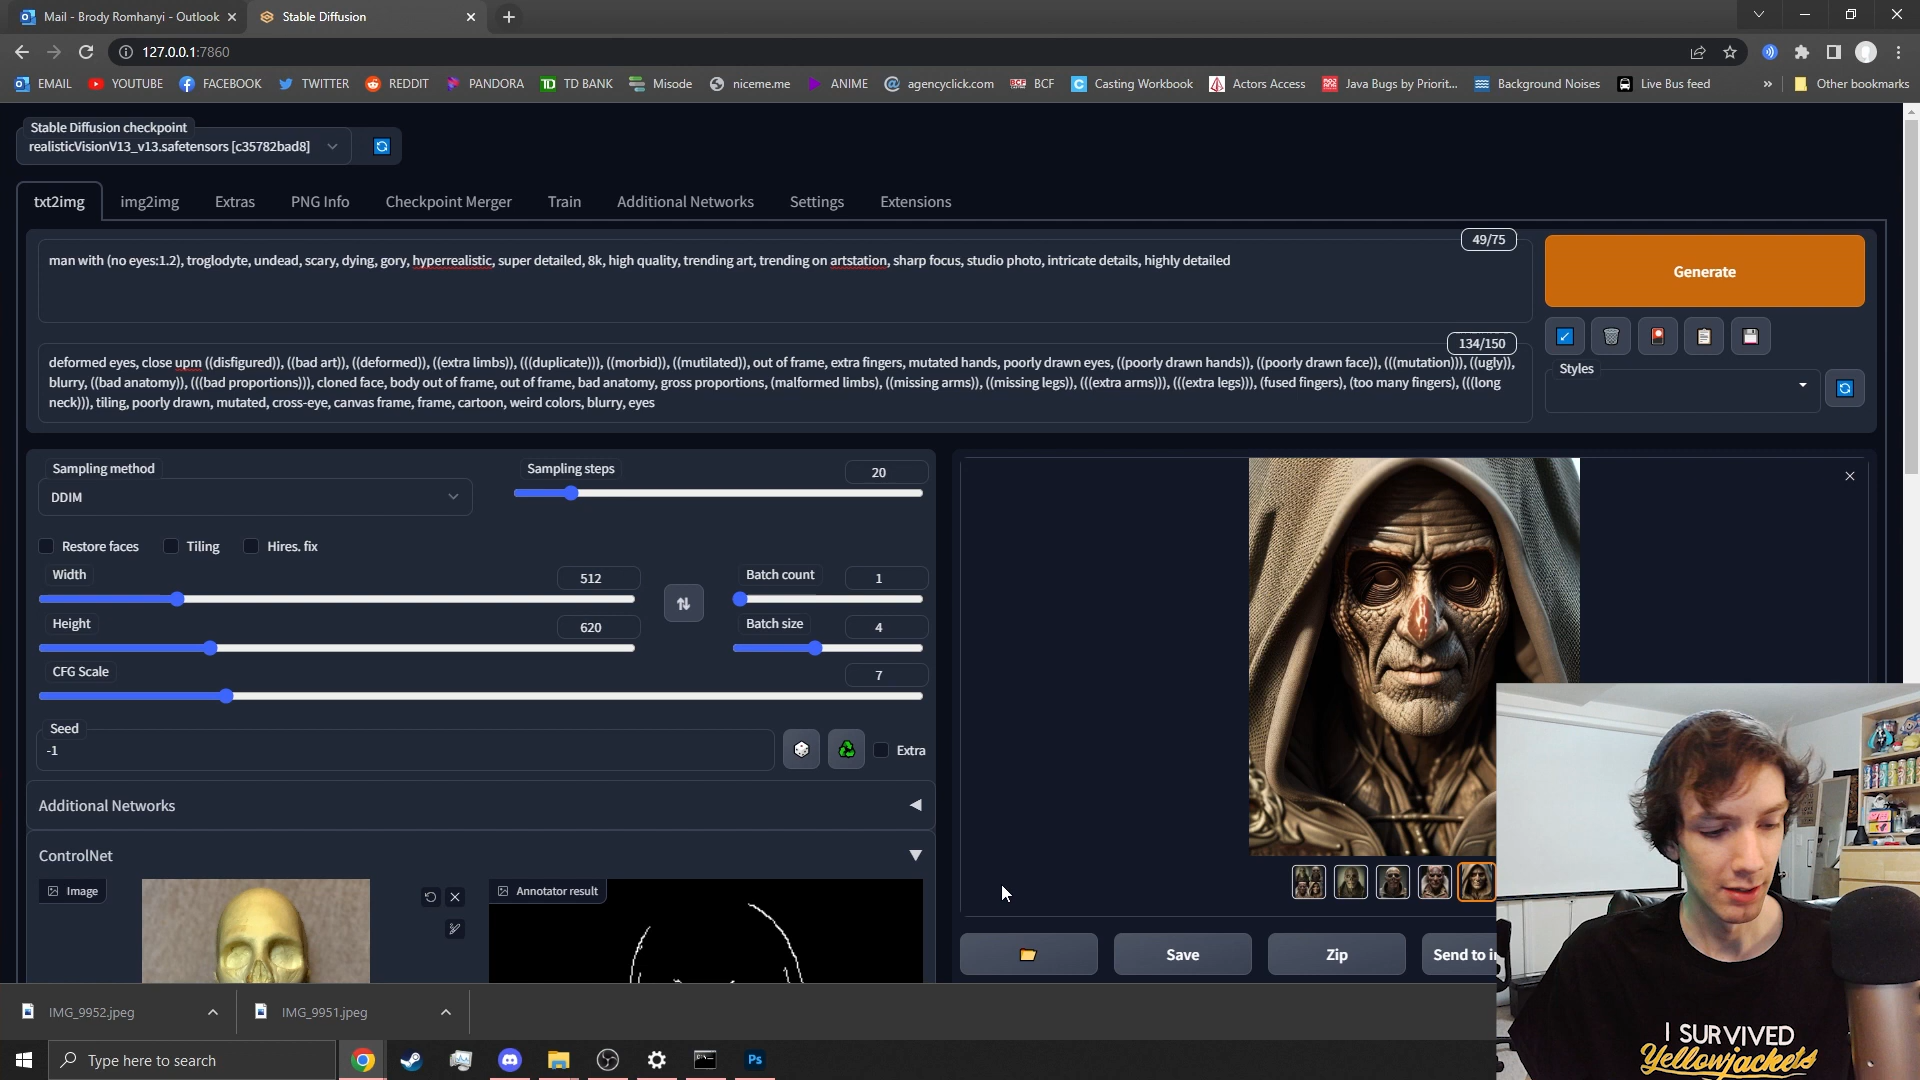 Mail - Brody Romhanyi - Outlook
Stable Diffusion
127.0.0.1:7860
EMAIL YOUTUBE FACEBOOK TWITTER REDDIT PANDORA TD BANK Misode niceme.me ANIME agencyclick.com BCF Casting Workbook Actors Access Java Bugs by Priorit... Background Noises Live Bus feed » Other bookmarks
Stable Diffusion checkpoint
realisticVisionV13_v13.safetensors [c35782bad8]
txt2img img2img Extras PNG Info Checkpoint Merger Train Additional Networks Settings Extensions
49/75
man with (no eyes:1.2), troglodyte, undead, scary, dying, gory, hyperrealistic, super detailed, 8k, high quality, trending art, trending on artstation, sharp focus, studio photo, intricate details, highly detailed
Generate
134/150
deformed eyes, close upm ((disfigured)), ((bad art)), ((deformed)), ((extra limbs)), (((duplicate))), ((morbid)), ((mutilated)), out of frame, extra fingers, mutated hands, poorly drawn eyes, ((poorly drawn hands)), ((poorly drawn face)), (((mutation))), ((ugly)),
blurry, ((bad anatomy)), (((bad proportions))), cloned face, body out of frame, out of frame, bad anatomy, gross proportions, (malformed limbs), ((missing arms)), ((missing legs)), (((extra arms))), (((extra legs))), (fused fingers), (too many fingers), (((long
neck))), tiling, poorly drawn, mutated, cross-eye, canvas frame, frame, cartoon, weird colors, blurry, eyes
Styles
Sampling method
DDIM
Sampling steps
20
Restore faces Tiling Hires. fix
Width
512
Batch count
1
Height
620
Batch size
4
CFG Scale
7
Seed
-1
Extra
Additional Networks
ControlNet
Image
Annotator result
Save Zip Send to i
IMG_9952.jpeg IMG_9951.jpeg
Type here to search
Ps
I SURVIVED
Yellowjackets